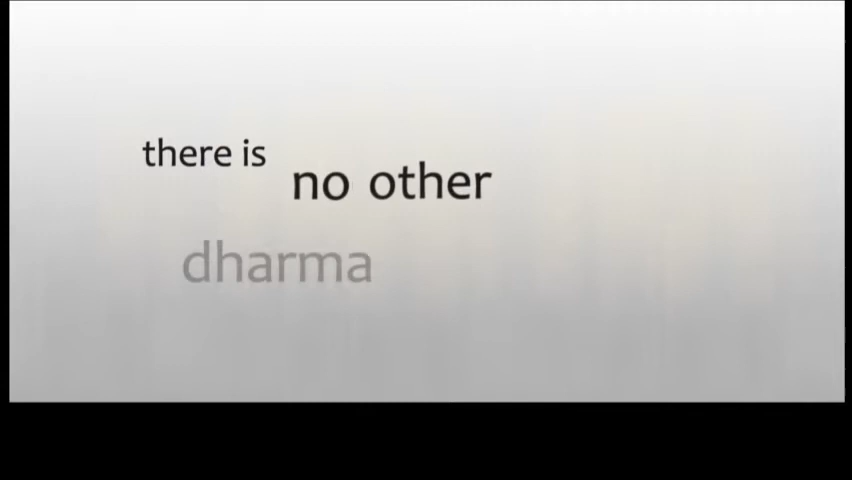 there is
no other
dharma